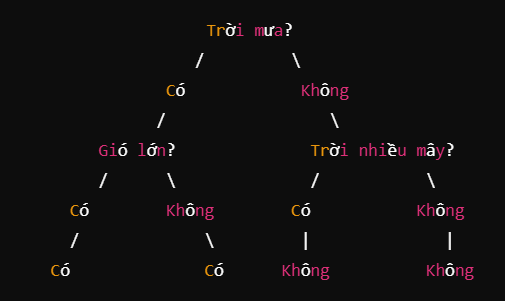 Trời mưa?
/ \
Có Không
/ \
Gió lớn? Trời nhiều mây?
/ \ / \
Có Không Có Không
/ \ | |
Có Có Không Không